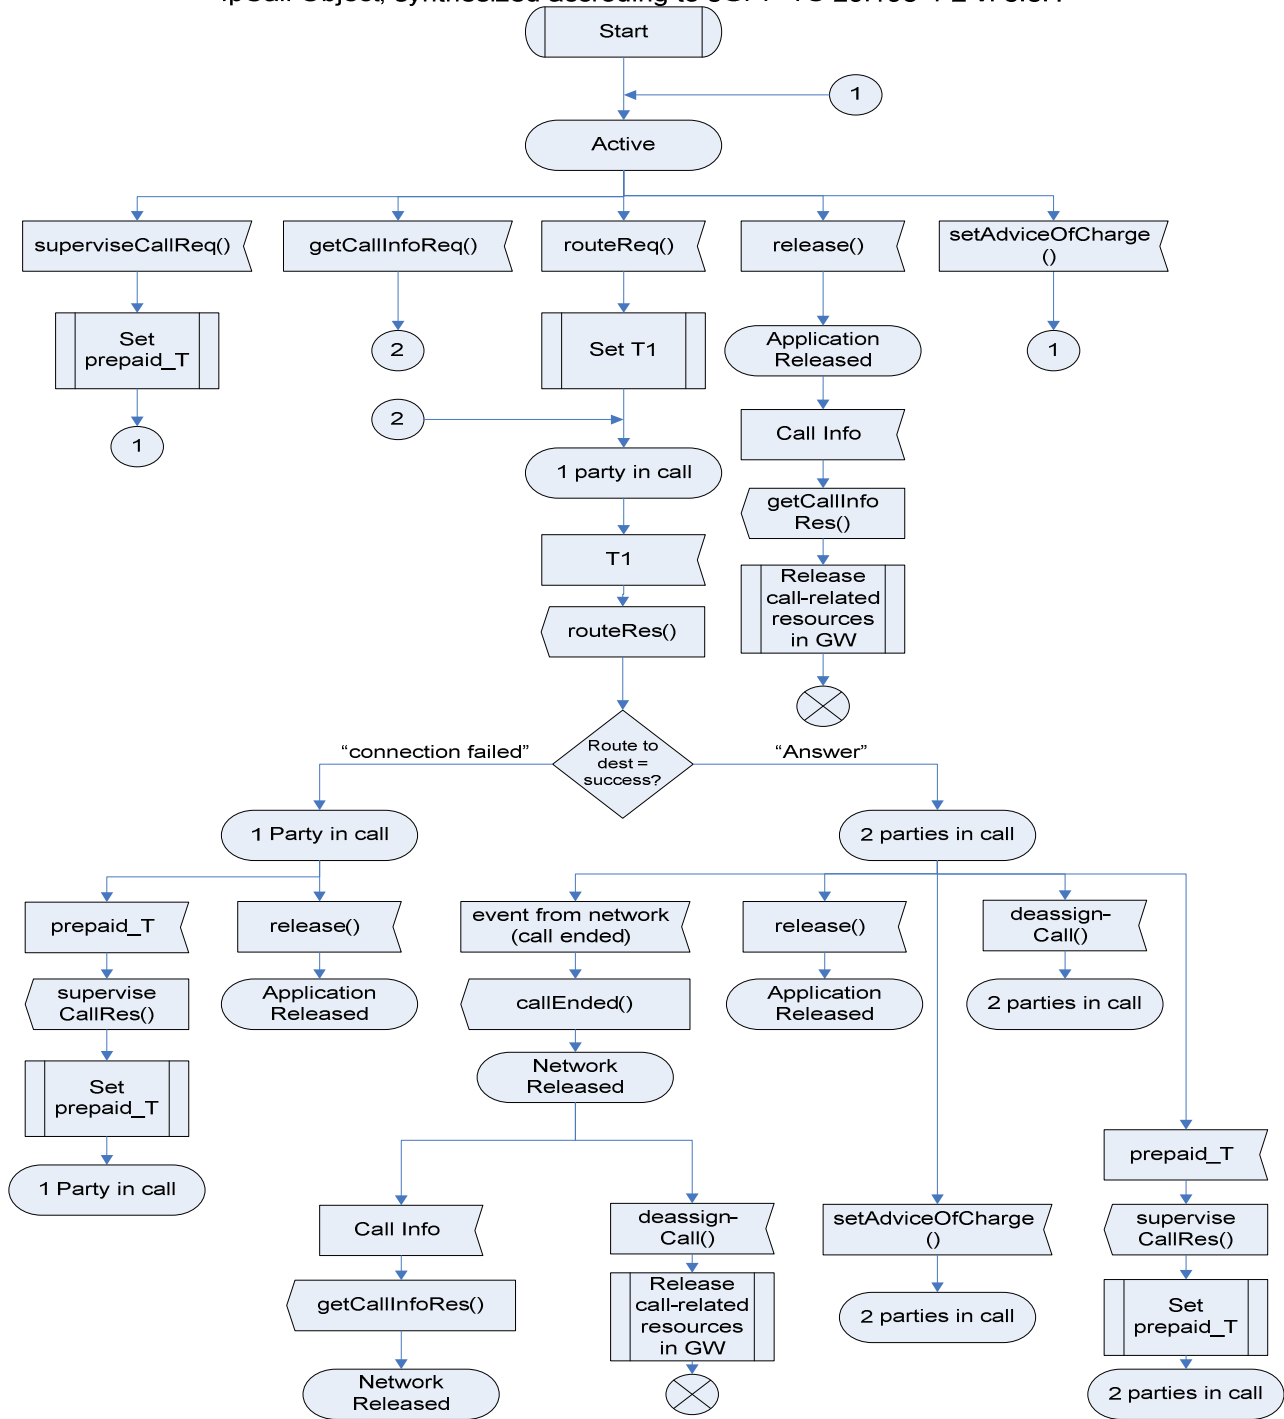 Start
1
Active
superviseCallReq()
getCallInfoReq()
routeReq()
release()
setAdviceOfCharge
()
Set
prepaid_T
2
Set T1
Application
Released
1
1
2
1 party in call
Call Info
getCallInfo
Res()
T1
routeRes()
Release
call-related
resources
in GW
Route to
dest =
success?
“connection failed”
“Answer”
1 Party in call
2 parties in call
prepaid_T
release()
event from network
(call ended)
release()
deassign-
Call()
supervise
CallRes()
Application
Released
callEnded()
Application
Released
2 parties in call
Set
prepaid_T
Network
Released
1 Party in call
prepaid_T
Call Info
deassign-
Call()
setAdviceOfCharge
()
supervise
CallRes()
getCallInfoRes()
Release
call-related
resources
in GW
2 parties in call
Set
prepaid_T
Network
Released
2 parties in call